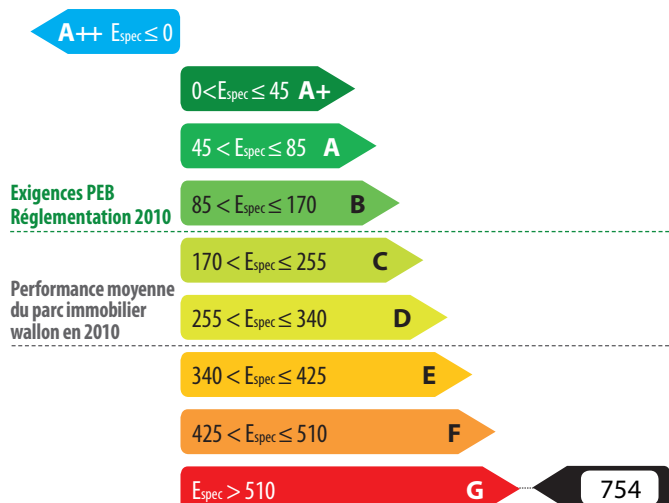 A++ Espec ≤ 0
0<Espec ≤ 45 A+
45 < Espec ≤ 85 A
Exigences PEB
Réglementation 2010
85 < Espec ≤ 170 B
170 < Espec ≤ 255 C
Performance moyenne
du parc immobilier
wallon en 2010
255 < Espec ≤ 340 D
340 < Espec ≤ 425 E
425 < Espec ≤ 510 F
Espec > 510 G 754